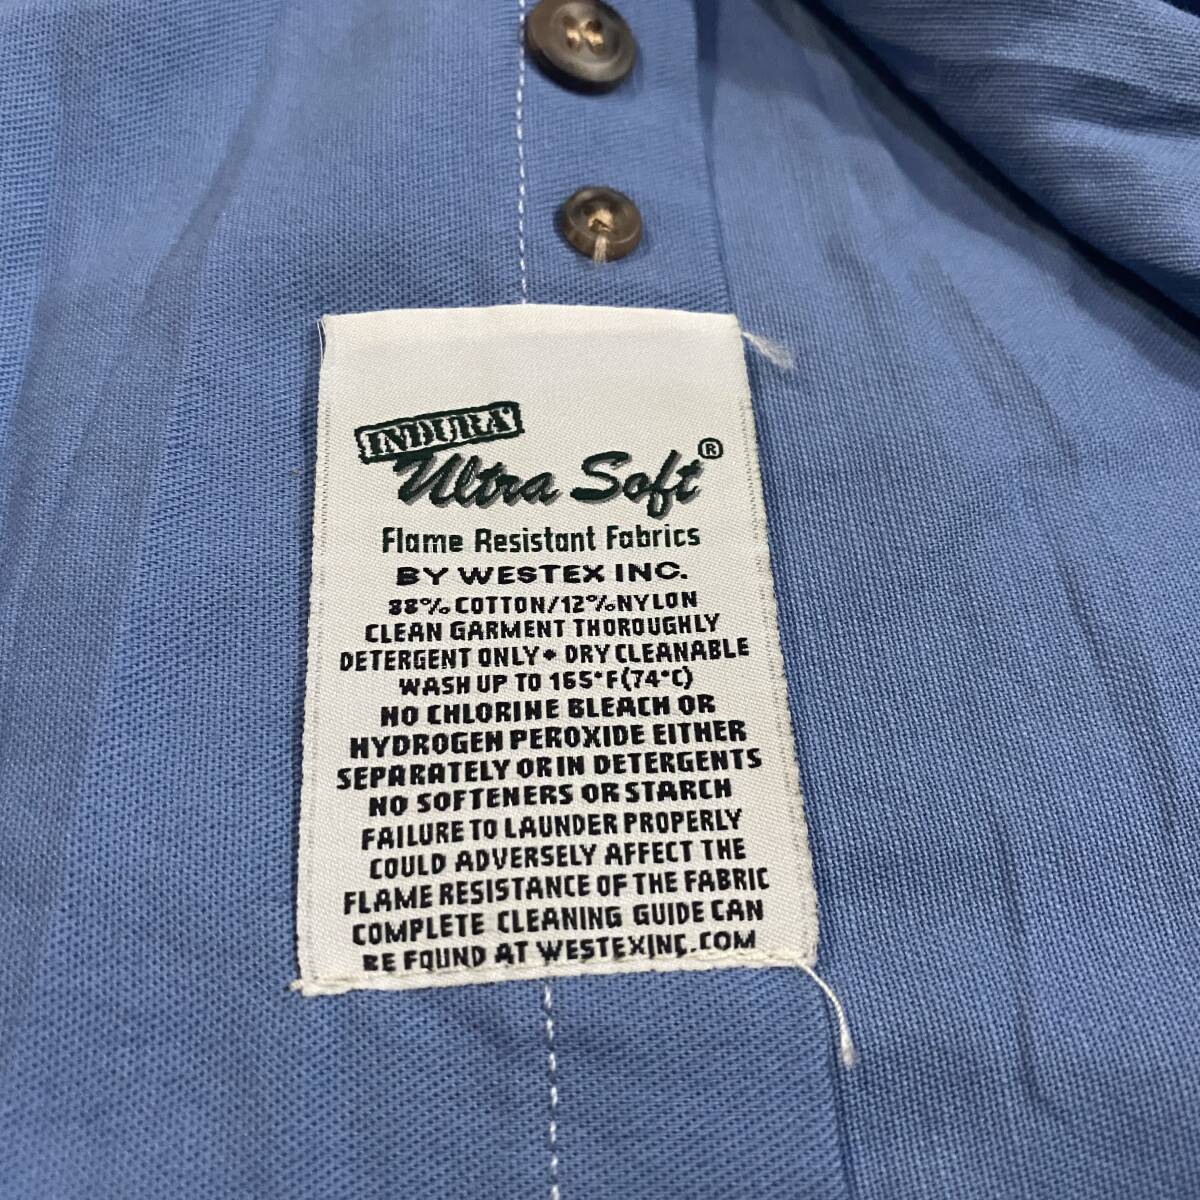 INDURA
Ultra Soft®
Flame Resistant Fabrics
BY WESTEX INC.
88% COTTON/12% NYLON
CLEAN GARMENT THOROUGHLY
DETERGENT ONLY • DRY CLEANABLE
WASH UP TO 165°F(74°C)
NO CHLORINE BLEACH OR
HYDROGEN PEROXIDE EITHER
SEPARATELY OR IN DETERGENTS
NO SOFTENERS OR STARCH
FAILURE TO LAUNDER PROPERLY
COULD ADVERSELY AFFECT THE
FLAME RESISTANCE OF THE FABRIC
COMPLETE CLEANING GUIDE CAN
BE FOUND AT WESTEXINC.COM